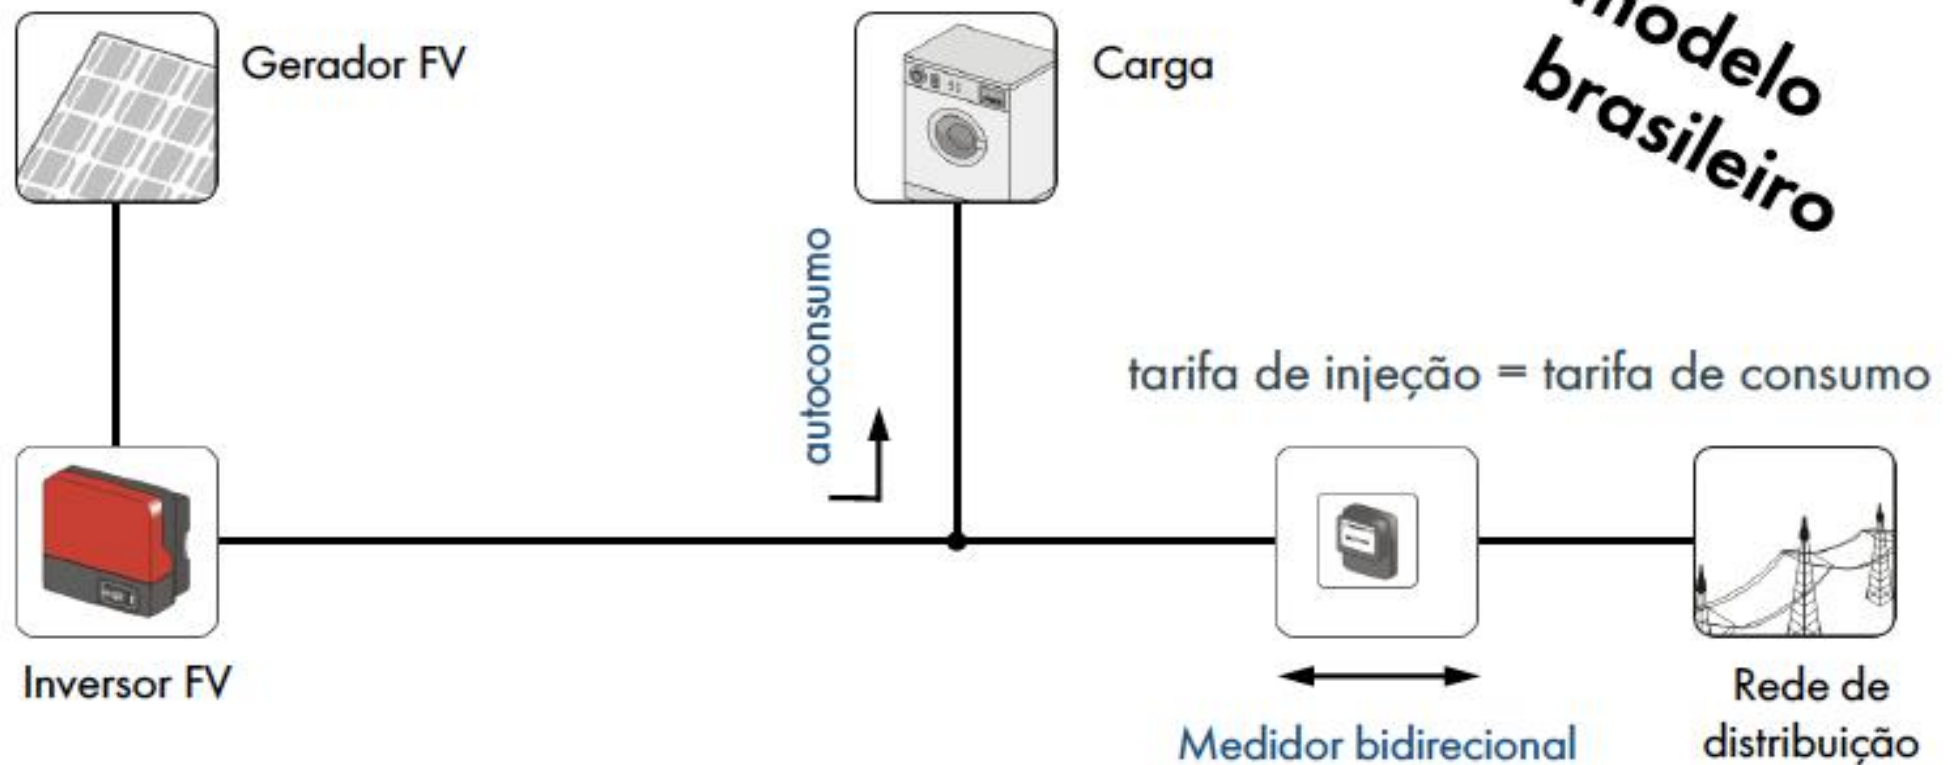 Gerador FV
Carga
modelo
brasileiro
autoconsumo
tarifa de injeção = tarifa de consumo
Inversor FV
Medidor bidirecional
Rede de
distribuição